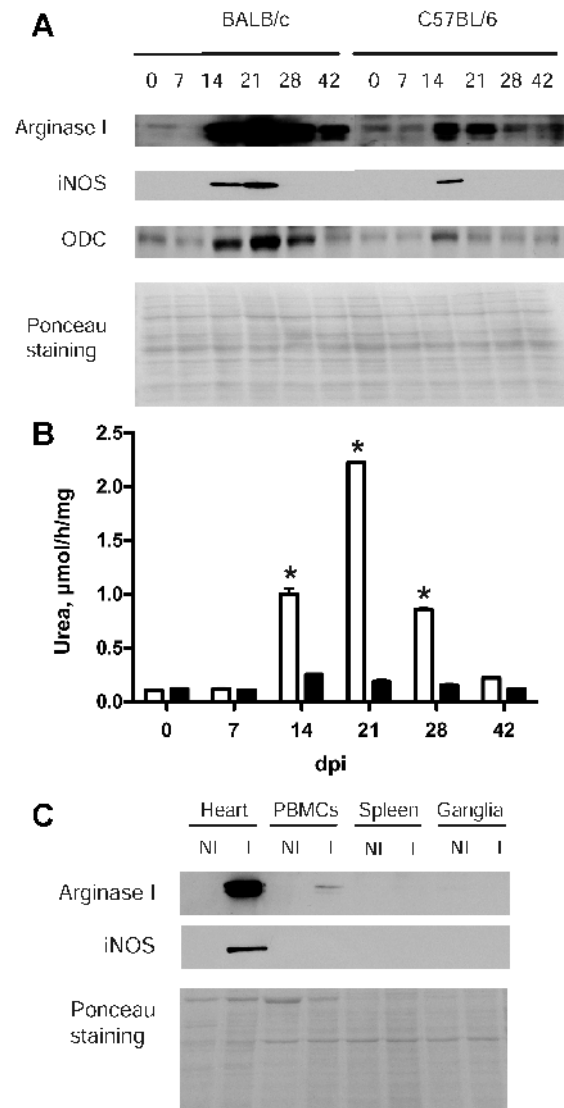 A
BALB/c C57BL/6
0 7 14 21 28 42 0 7 14 21 28 42
Arginase I
iNOS
ODC
Ponceau
staining
B
Urea, µmol/h/mg
2.5
2.0
1.5
1.0
0.5
0.0
* * *
0 7 14 21 28 42
dpi
C
Heart PBMCs Spleen Ganglia
NI I NI I NI I NI I
Arginase I
iNOS
Ponceau
staining